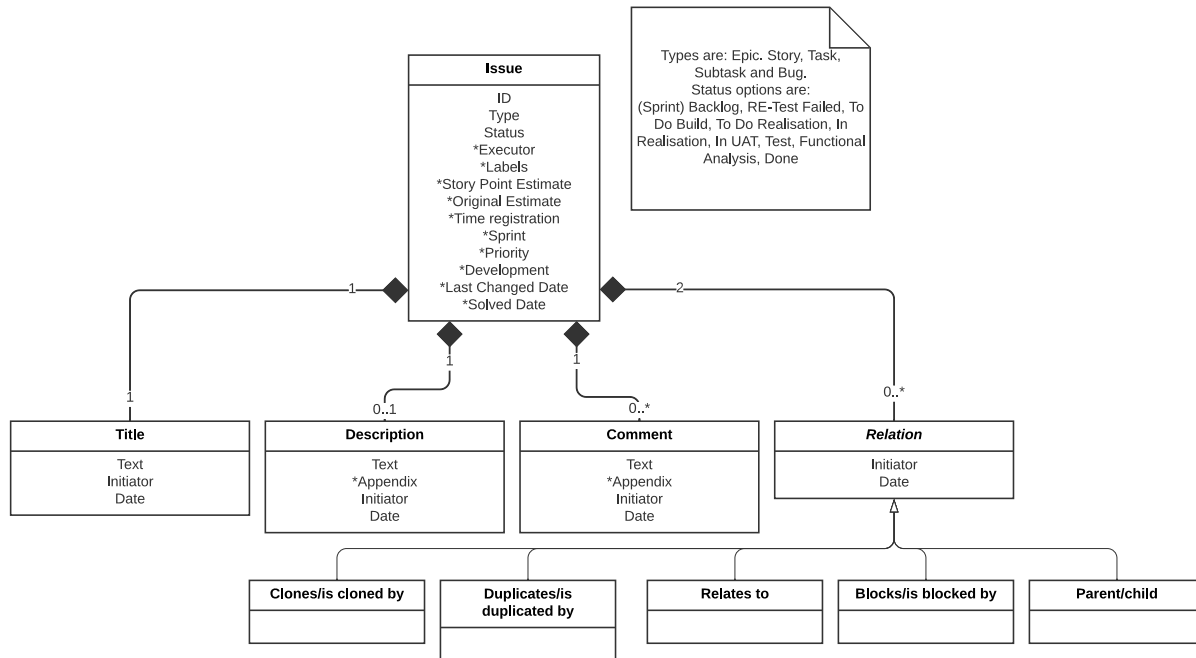 Types are: Epic. Story, Task,
Subtask and Bug.
Status options are:
(Sprint) Backlog, RE-Test Failed, To
Do Build, To Do Realisation, In
Realisation, In UAT, Test, Functional
Analysis, Done
Issue
ID
Type
Status
*Executor
*Labels
*Story Point Estimate
*Original Estimate
*Time registration
*Sprint
*Priority
*Development
*Last Changed Date
*Solved Date
1
2
1
1
1
0..1
0..*
0..*
Title
Text
Initiator
Date
Description
Text
*Appendix
Initiator
Date
Comment
Text
*Appendix
Initiator
Date
Relation
Initiator
Date
Clones/is cloned by
Duplicates/is
duplicated by
Relates to
Blocks/is blocked by
Parent/child